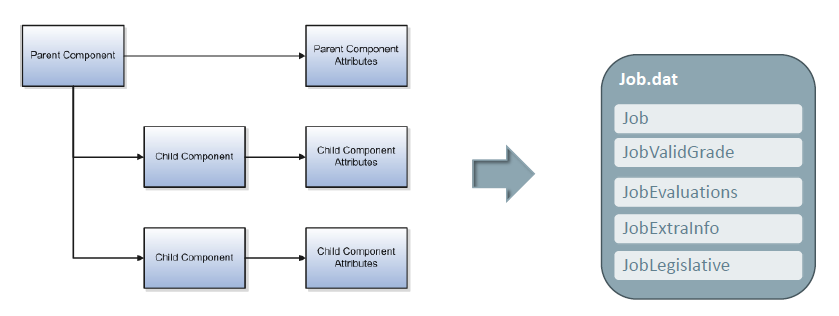 Parent Component
Parent Component
Attributes
Child Component
Child Component
Attributes
Child Component
Child Component
Attributes
Job.dat
Job
JobValidGrade
JobEvaluations
JobExtraInfo
JobLegislative